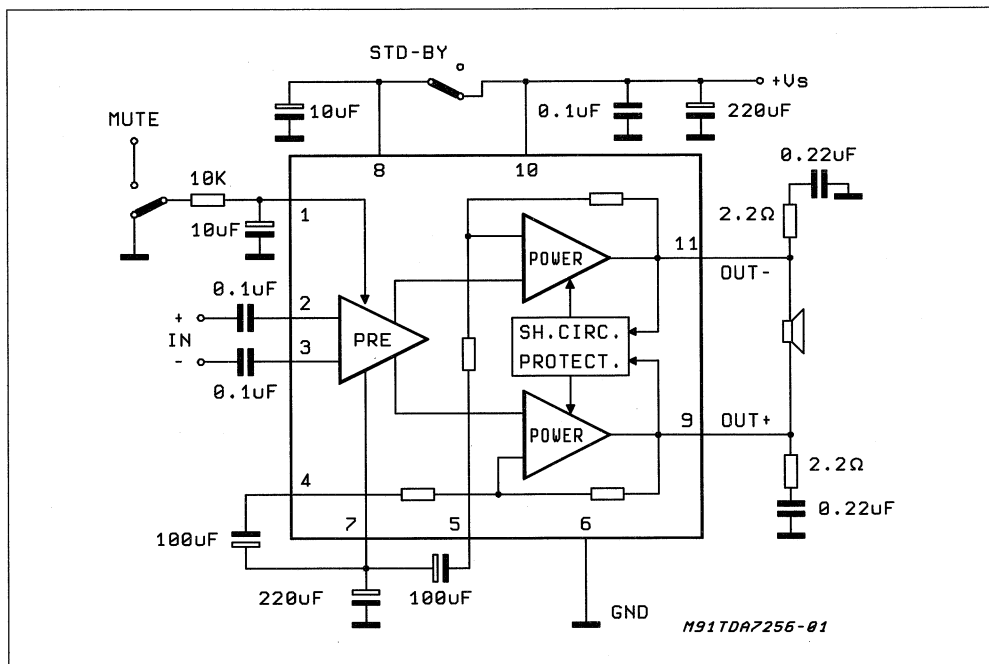 STD-BY
+Vs
10uF
0.1uF
220uF
MUTE
0.22uF
8
10
10K
1
2.2Ω
10uF
11
POWER
OUT-
0.1uF
2
+
IN
-
PRE
SH.CIRC.
PROTECT.
3
0.1uF
9
OUT+
POWER
2.2Ω
4
0.22uF
7
5
6
100uF
220uF
100uF
GND
M91TDA7256-01